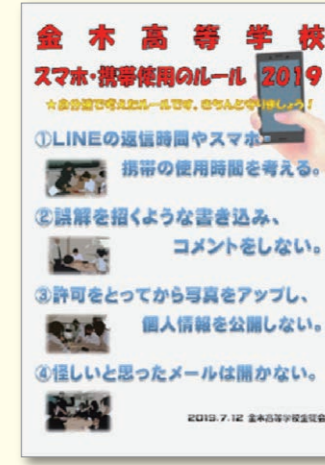 金木高等学校
スマホ・携帯使用のルール 2019
☆自分達で考えたルールです。きちんと守りましょう!
①LINEの返信時間やスマホ・
携帯の使用時間を考える。
②誤解を招くような書き込み、
コメントをしない。
③許可をとってから写真をアップし、
個人情報を公開しない。
④怪しいと思ったメールは開かない。
2019.7.12 金木高等学校生徒会